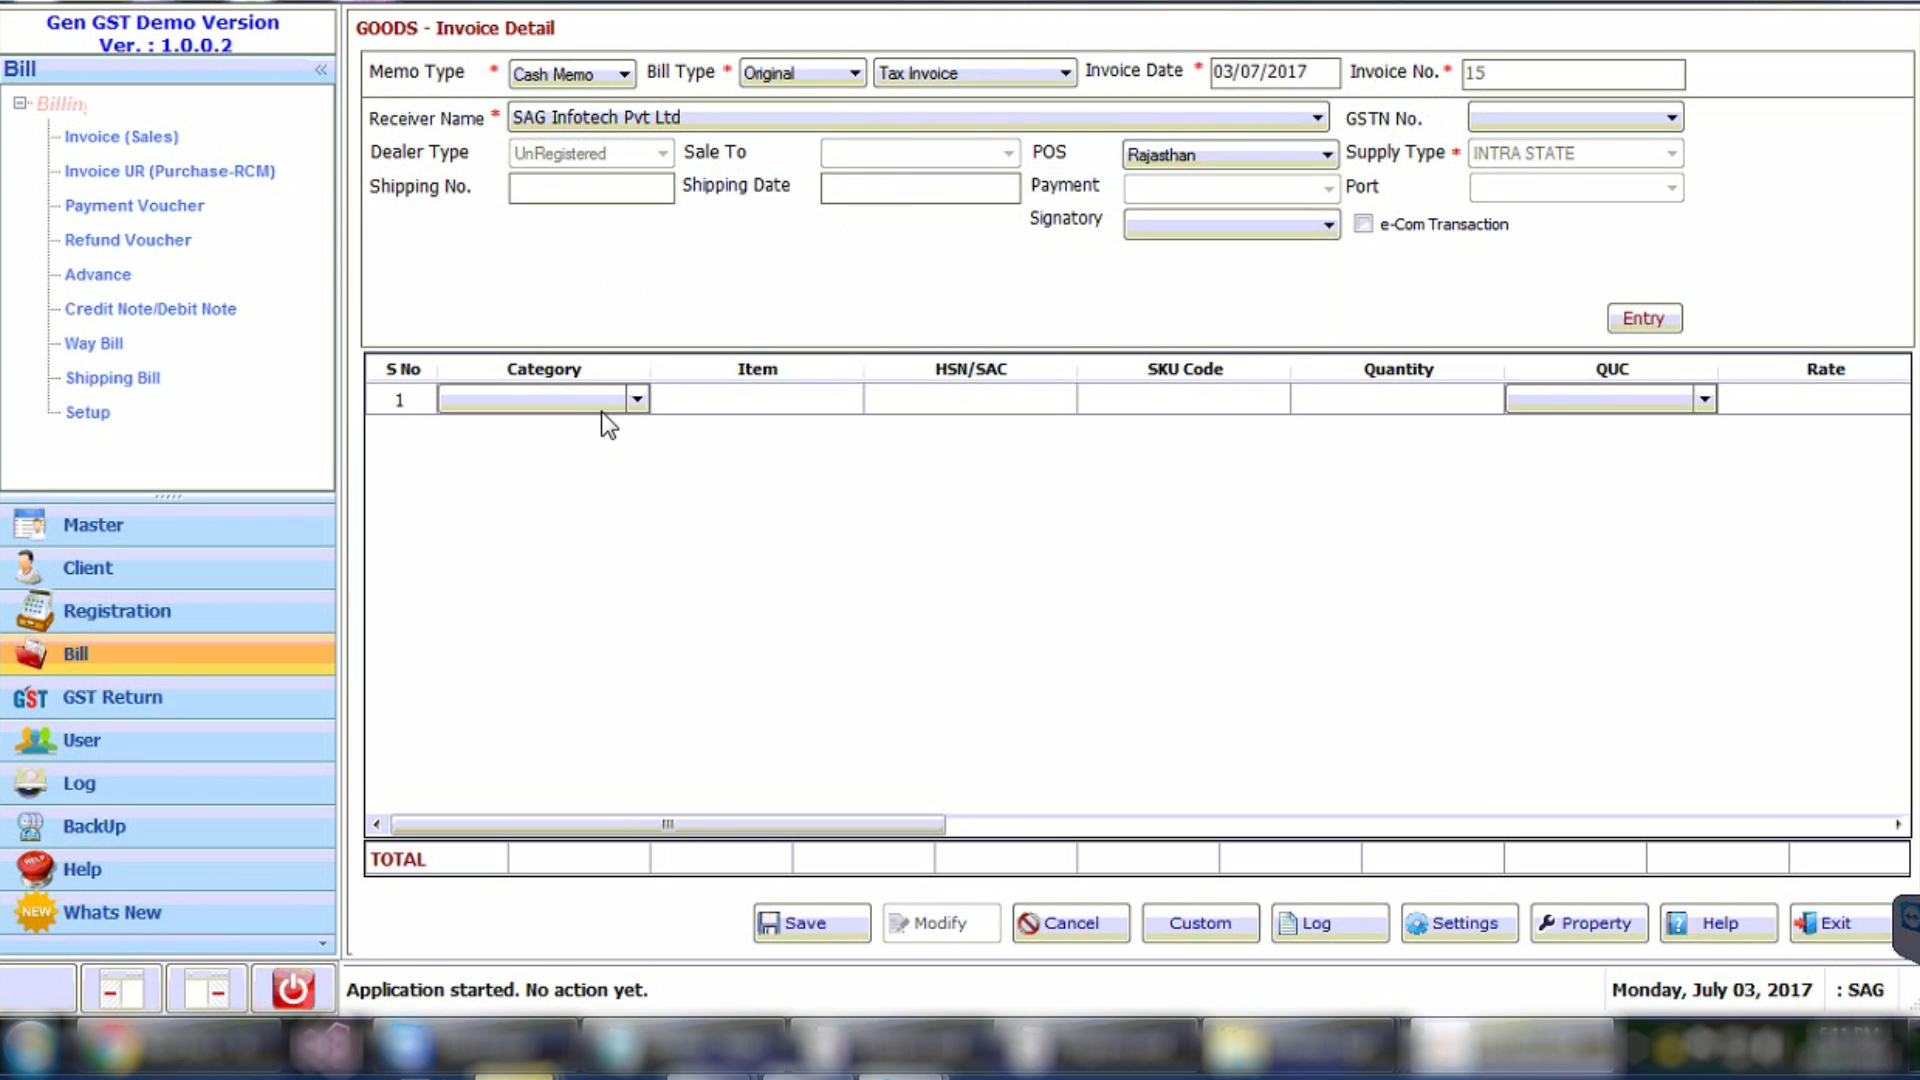 Gen GST Demo Version
Ver. : 1.0.0.2
Bill
Billing
Invoice (Sales)
Invoice UR (Purchase-RCM)
Payment Voucher
Refund Voucher
Advance
Credit Note/Debit Note
Way Bill
Shipping Bill
Setup
Master
Client
Registration
Bill
GST GST Return
User
Log
BackUp
HELP Help
NEW Whats New
GOODS - Invoice Detail
Memo Type * Cash Memo Bill Type * Original Tax Invoice Invoice Date * 03/07/2017 Invoice No. * 15
Receiver Name * SAG Infotech Pvt Ltd GSTN No.
Dealer Type UnRegistered Sale To POS Rajasthan Supply Type * INTRA STATE
Shipping No. Shipping Date Payment Port
Signatory e-Com Transaction
Entry
S No Category Item HSN/SAC SKU Code Quantity QUC Rate
1
TOTAL
Save Modify Cancel Custom Log Settings Property Help Exit
Application started. No action yet. Monday, July 03, 2017 : SAG